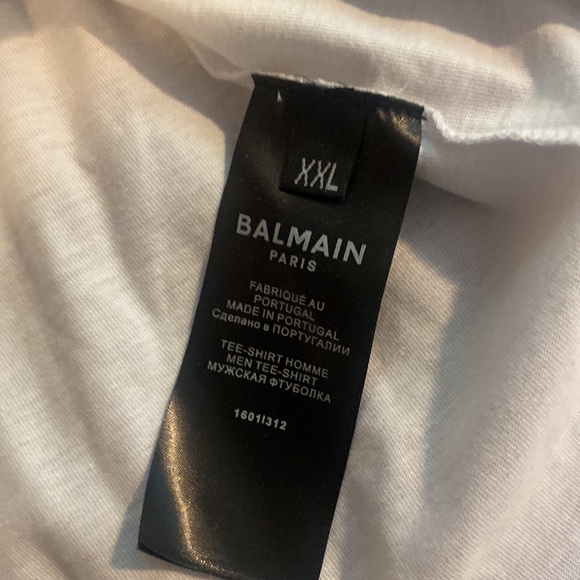 XXL
BALMAIN
PARIS
FABRIQUÉ AU
PORTUGAL
MADE IN PORTUGAL
Сделано в ПОРТУГАЛИИ
TEE-SHIRT HOMME
MEN TEE-SHIRT
МУЖСКАЯ ФТУБОЛКА
1601I312